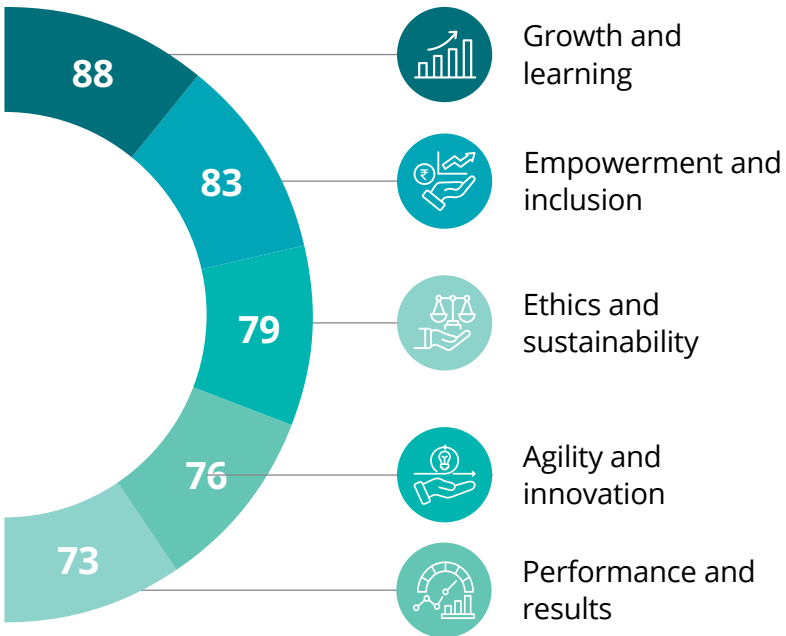 88
Growth and
learning
83
Empowerment and
inclusion
₹
79
Ethics and
sustainability
76
Agility and
innovation
73
Performance and
results